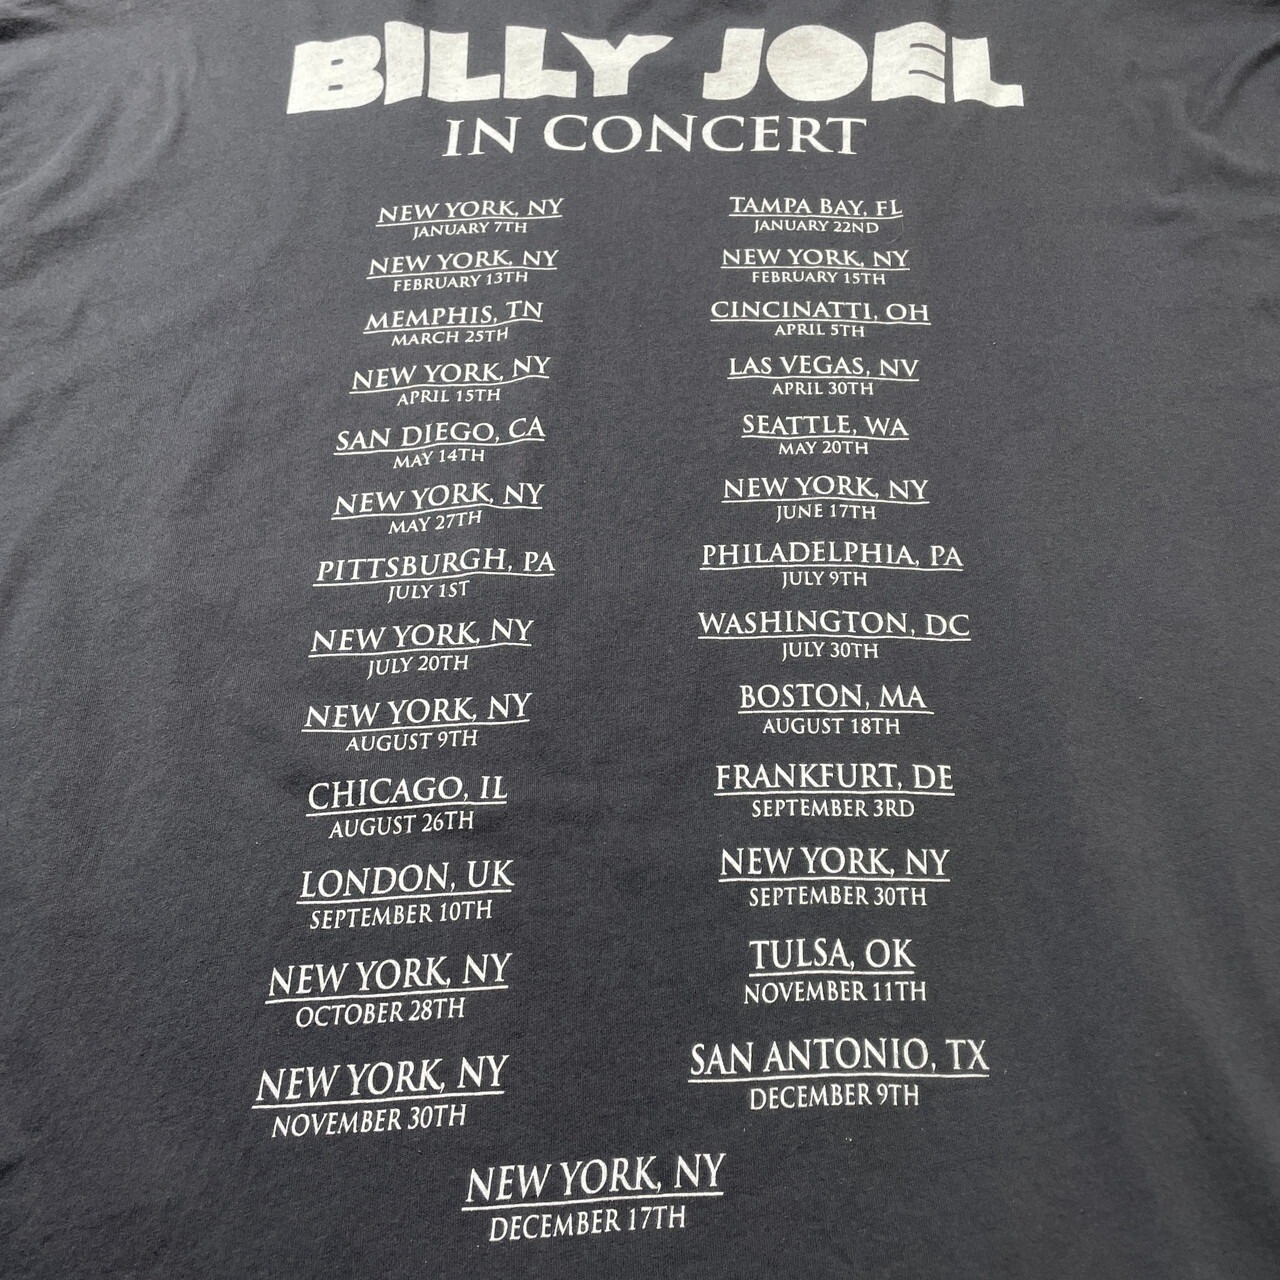 BILLY JOEL
IN CONCERT
NEW YORK, NY
JANUARY 7TH
TAMPA BAY, FL
JANUARY 22ND
NEW YORK, NY
FEBRUARY 13TH
NEW YORK, NY
FEBRUARY 15TH
MEMPHIS, TN
MARCH 25TH
CINCINATTI, OH
APRIL 5TH
NEW YORK, NY
APRIL 15TH
LAS VEGAS, NV
APRIL 30TH
SAN DIEGO, CA
MAY 14TH
SEATTLE, WA
MAY 20TH
NEW YORK, NY
MAY 27TH
NEW YORK, NY
JUNE 17TH
PITTSBURGH, PA
JULY 1ST
PHILADELPHIA, PA
JULY 9TH
NEW YORK, NY
JULY 20TH
WASHINGTON, DC
JULY 30TH
NEW YORK, NY
AUGUST 9TH
BOSTON, MA
AUGUST 18TH
CHICAGO, IL
AUGUST 26TH
FRANKFURT, DE
SEPTEMBER 3RD
LONDON, UK
SEPTEMBER 10TH
NEW YORK, NY
SEPTEMBER 30TH
NEW YORK, NY
OCTOBER 28TH
TULSA, OK
NOVEMBER 11TH
NEW YORK, NY
NOVEMBER 30TH
SAN ANTONIO, TX
DECEMBER 9TH
NEW YORK, NY
DECEMBER 17TH